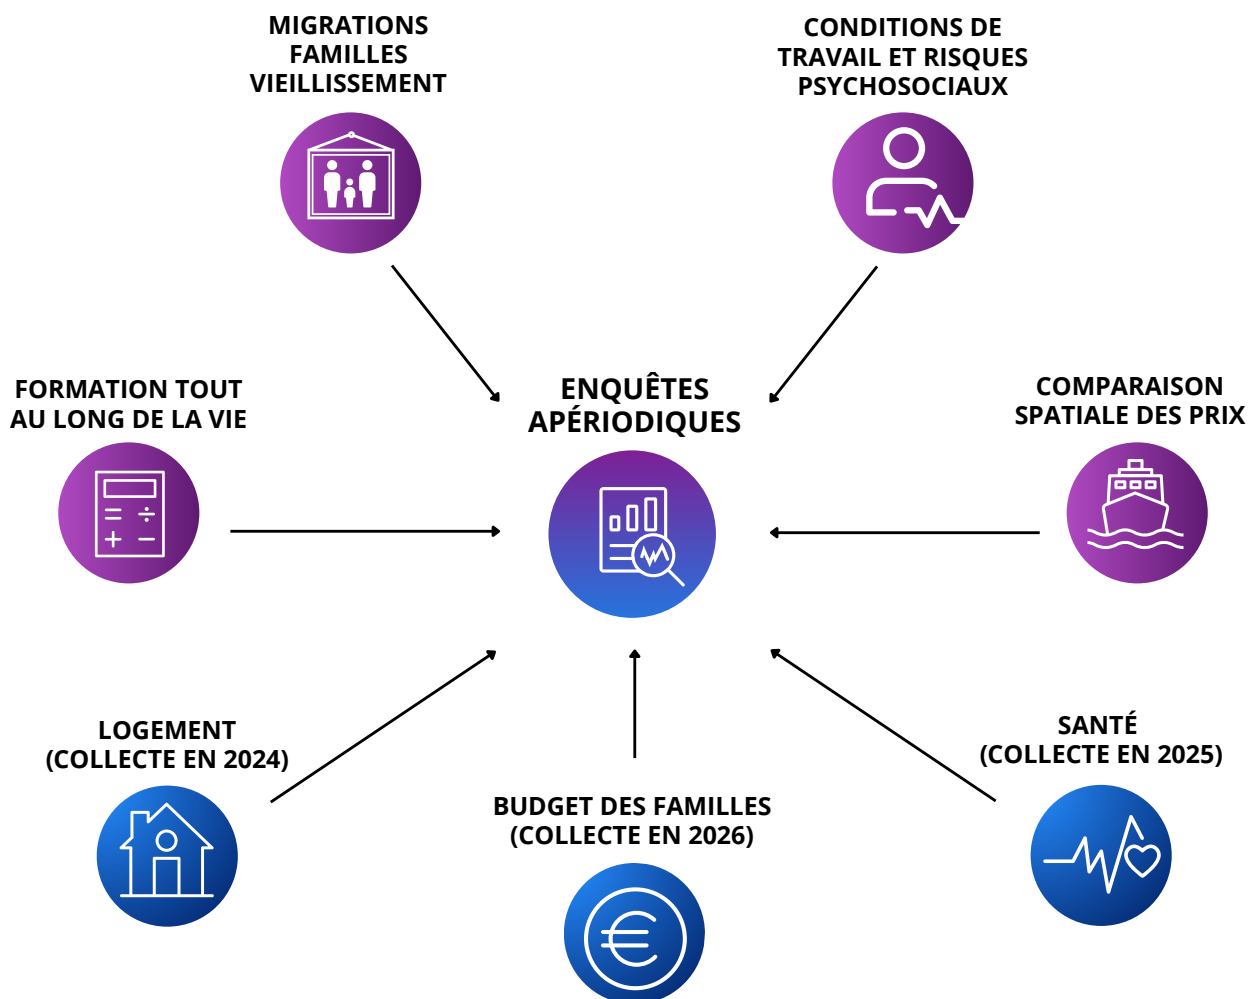 MIGRATIONS
FAMILLES
VIEILLISSEMENT
CONDITIONS DE
TRAVAIL ET RISQUES
PSYCHOSOCIAUX
FORMATION TOUT
AU LONG DE LA VIE
ENQUÊTES
APÉRIODIQUES
COMPARAISON
SPATIALE DES PRIX
LOGEMENT
(COLLECTE EN 2024)
BUDGET DES FAMILLES
(COLLECTE EN 2026)
SANTÉ
(COLLECTE EN 2025)